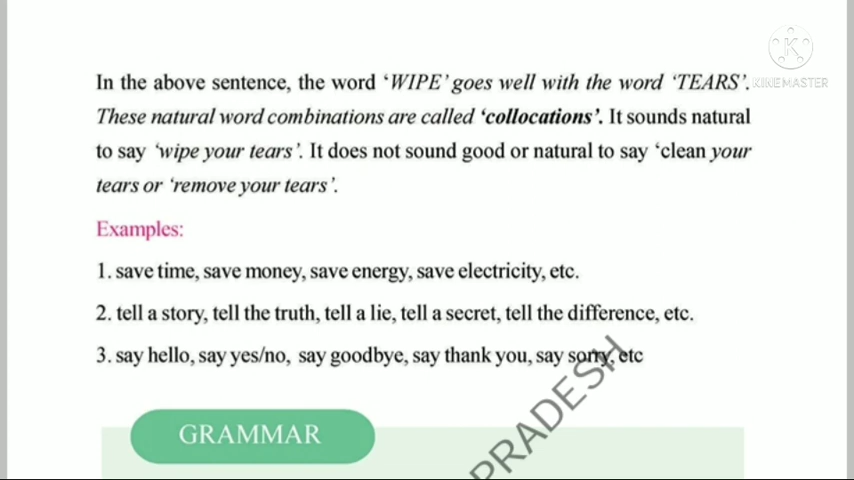 In the above sentence, the word ‘WIPE’ goes well with the word ‘TEARS’.
These natural word combinations are called ‘collocations’. It sounds natural
to say ‘wipe your tears’. It does not sound good or natural to say ‘clean your
tears or ‘remove your tears’.
Examples:
1. save time, save money, save energy, save electricity, etc.
2. tell a story, tell the truth, tell a lie, tell a secret, tell the difference, etc.
3. say hello, say yes/no, say goodbye, say thank you, say sorry, etc
GRAMMAR
PRADESH
K
KINEMASTER